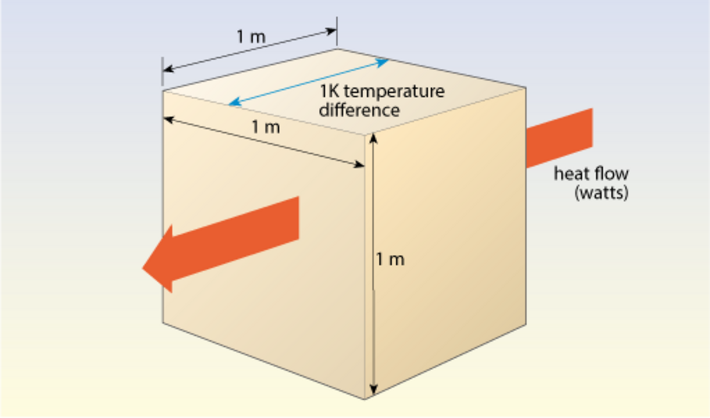 1 m
1K temperature
difference
1 m
heat flow
(watts)
1 m